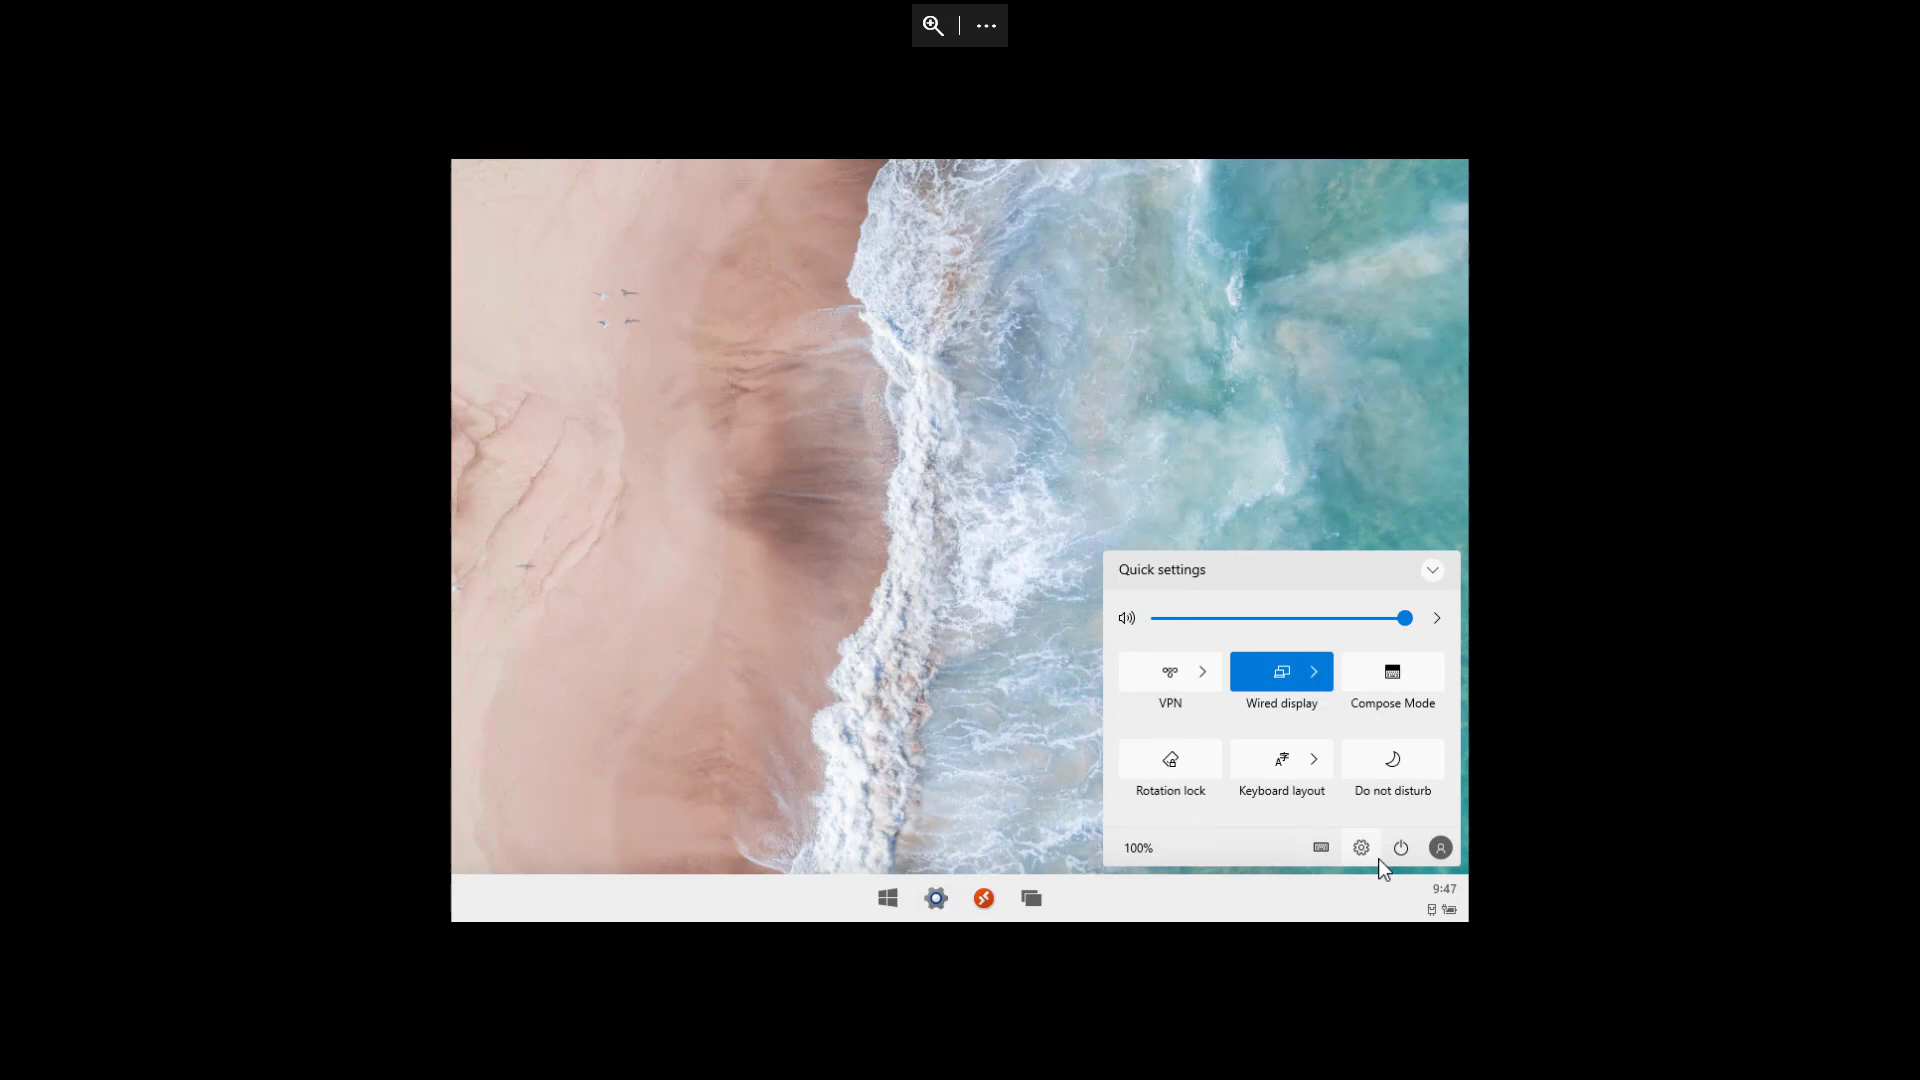 Quick settings
VPN
Wired display
Compose Mode
Rotation lock
Keyboard layout
Do not disturb
100%
9:47